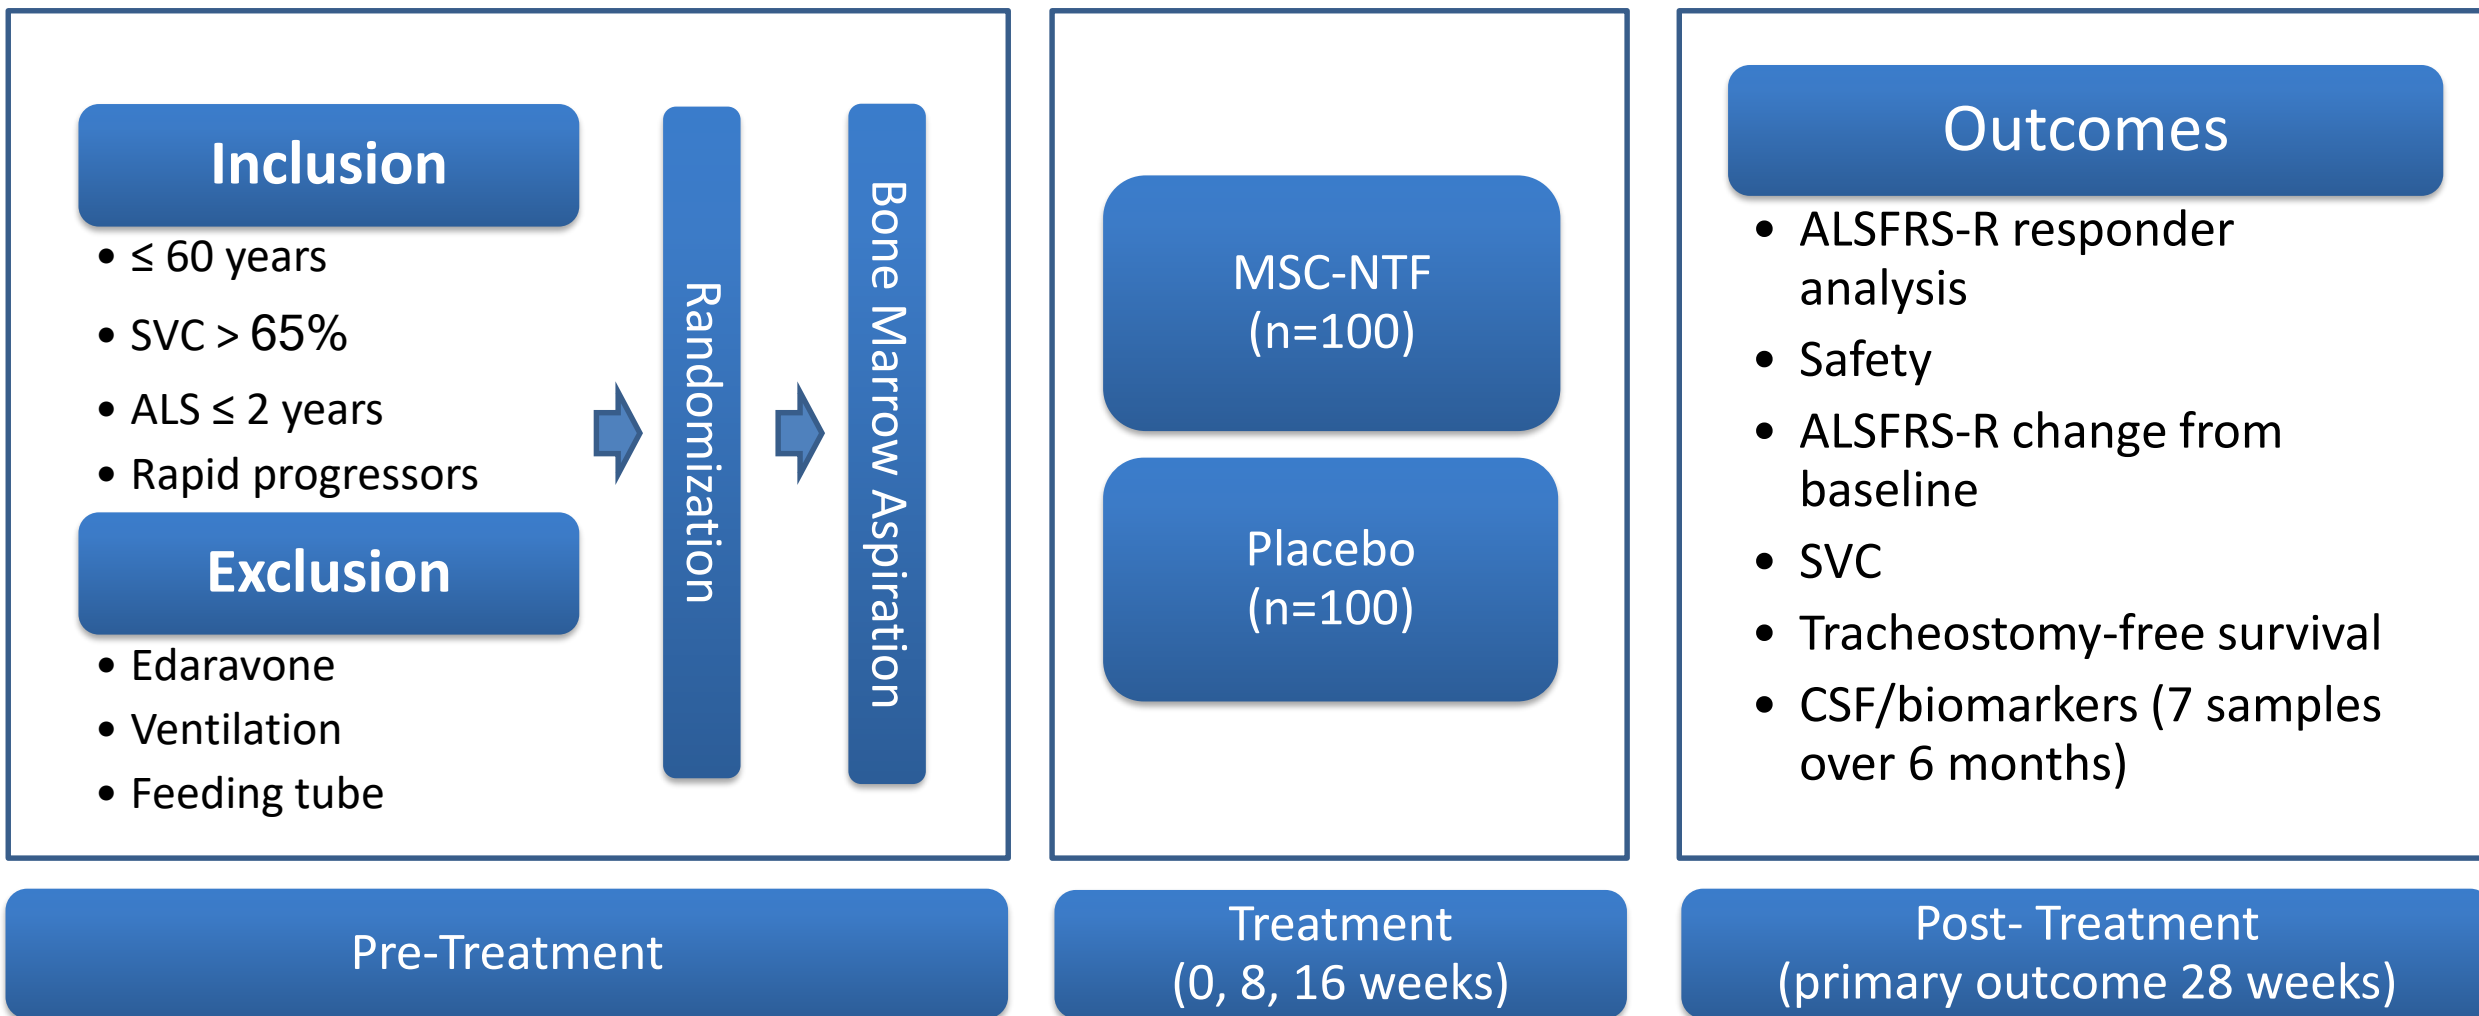 Inclusion
• ≤ 60 years
• SVC > 65%
• ALS ≤ 2 years
• Rapid progressors
Exclusion
• Edaravone
• Ventilation
• Feeding tube
Randomization
Bone Marrow Aspiration
Pre-Treatment
MSC-NTF
(n=100)
Placebo
(n=100)
Treatment
(0, 8, 16 weeks)
Outcomes
• ALSFRS-R responder
analysis
• Safety
• ALSFRS-R change from
baseline
• SVC
• Tracheostomy-free survival
• CSF/biomarkers (7 samples
over 6 months)
Post- Treatment
(primary outcome 28 weeks)